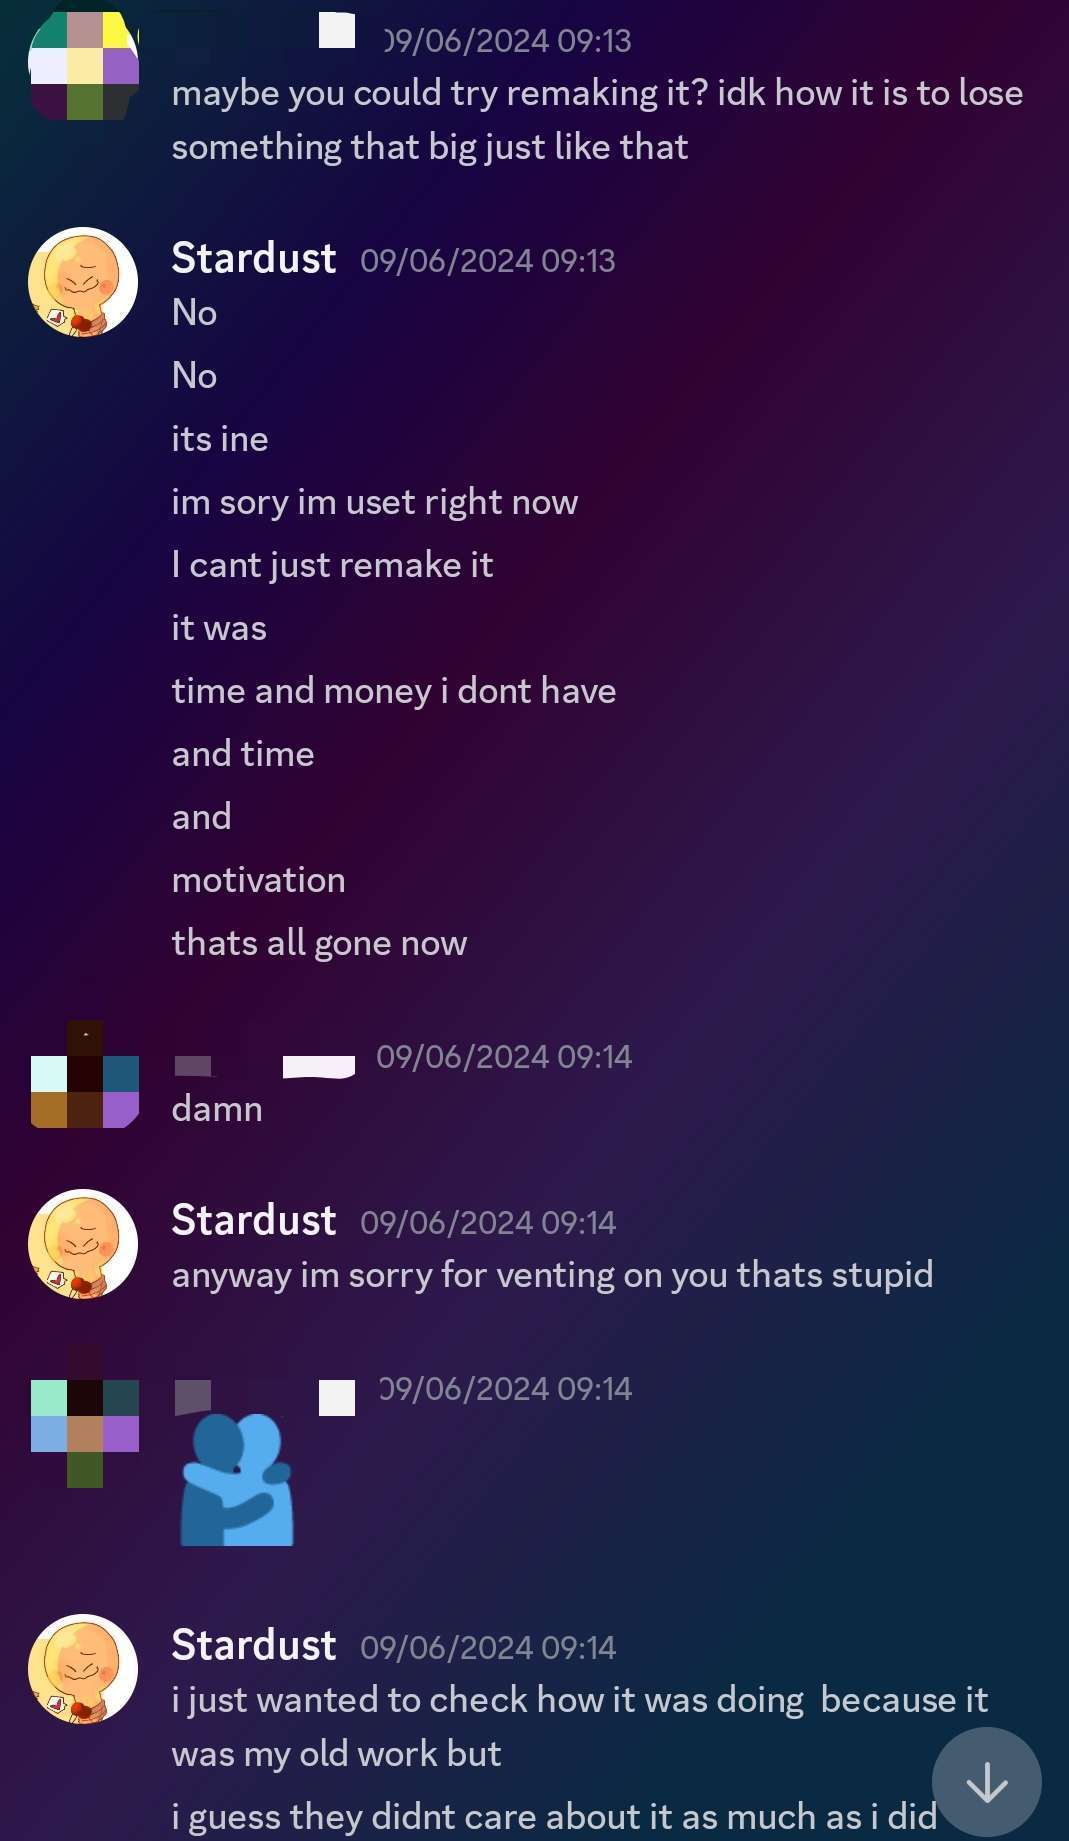 09/06/2024 09:13
maybe you could try remaking it? idk how it is to lose
something that big just like that
Stardust 09/06/2024 09:13
No
No
its ine
im sory im uset right now
I cant just remake it
it was
time and money i dont have
and time
and
motivation
thats all gone now
09/06/2024 09:14
damn
Stardust 09/06/2024 09:14
anyway im sorry for venting on you thats stupid
09/06/2024 09:14
Stardust 09/06/2024 09:14
i just wanted to check how it was doing  because it
was my old work but
i guess they didnt care about it as much as i did